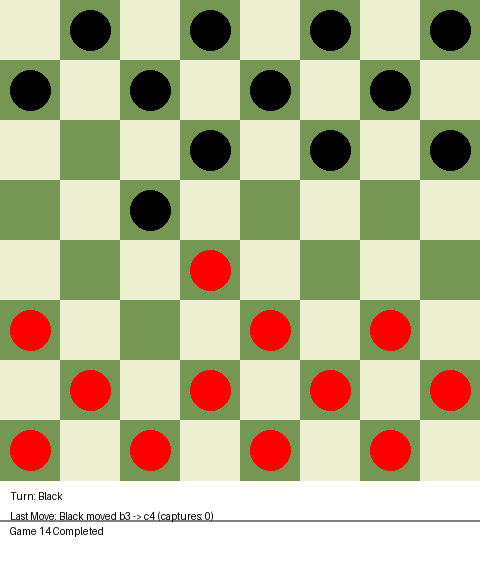 Turn: Black
Last Move: Black moved b3 -> c4 (captures: 0)
Game 14 Completed